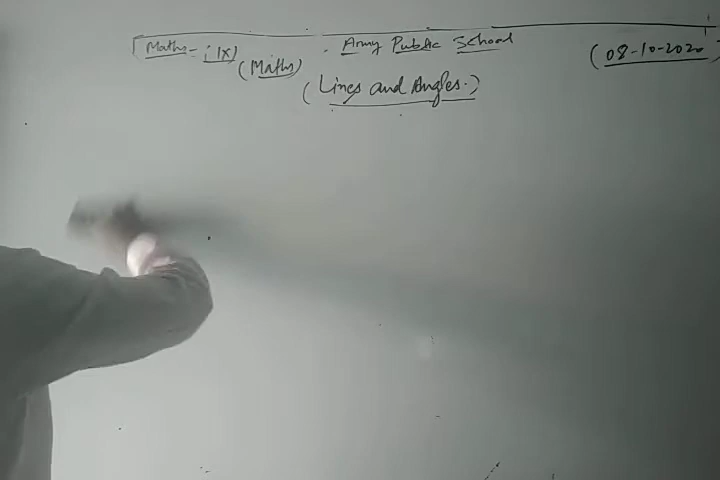 Maths - IX) Army Public School (08-10-2020)
(Maths)
(Lines and Angles.)